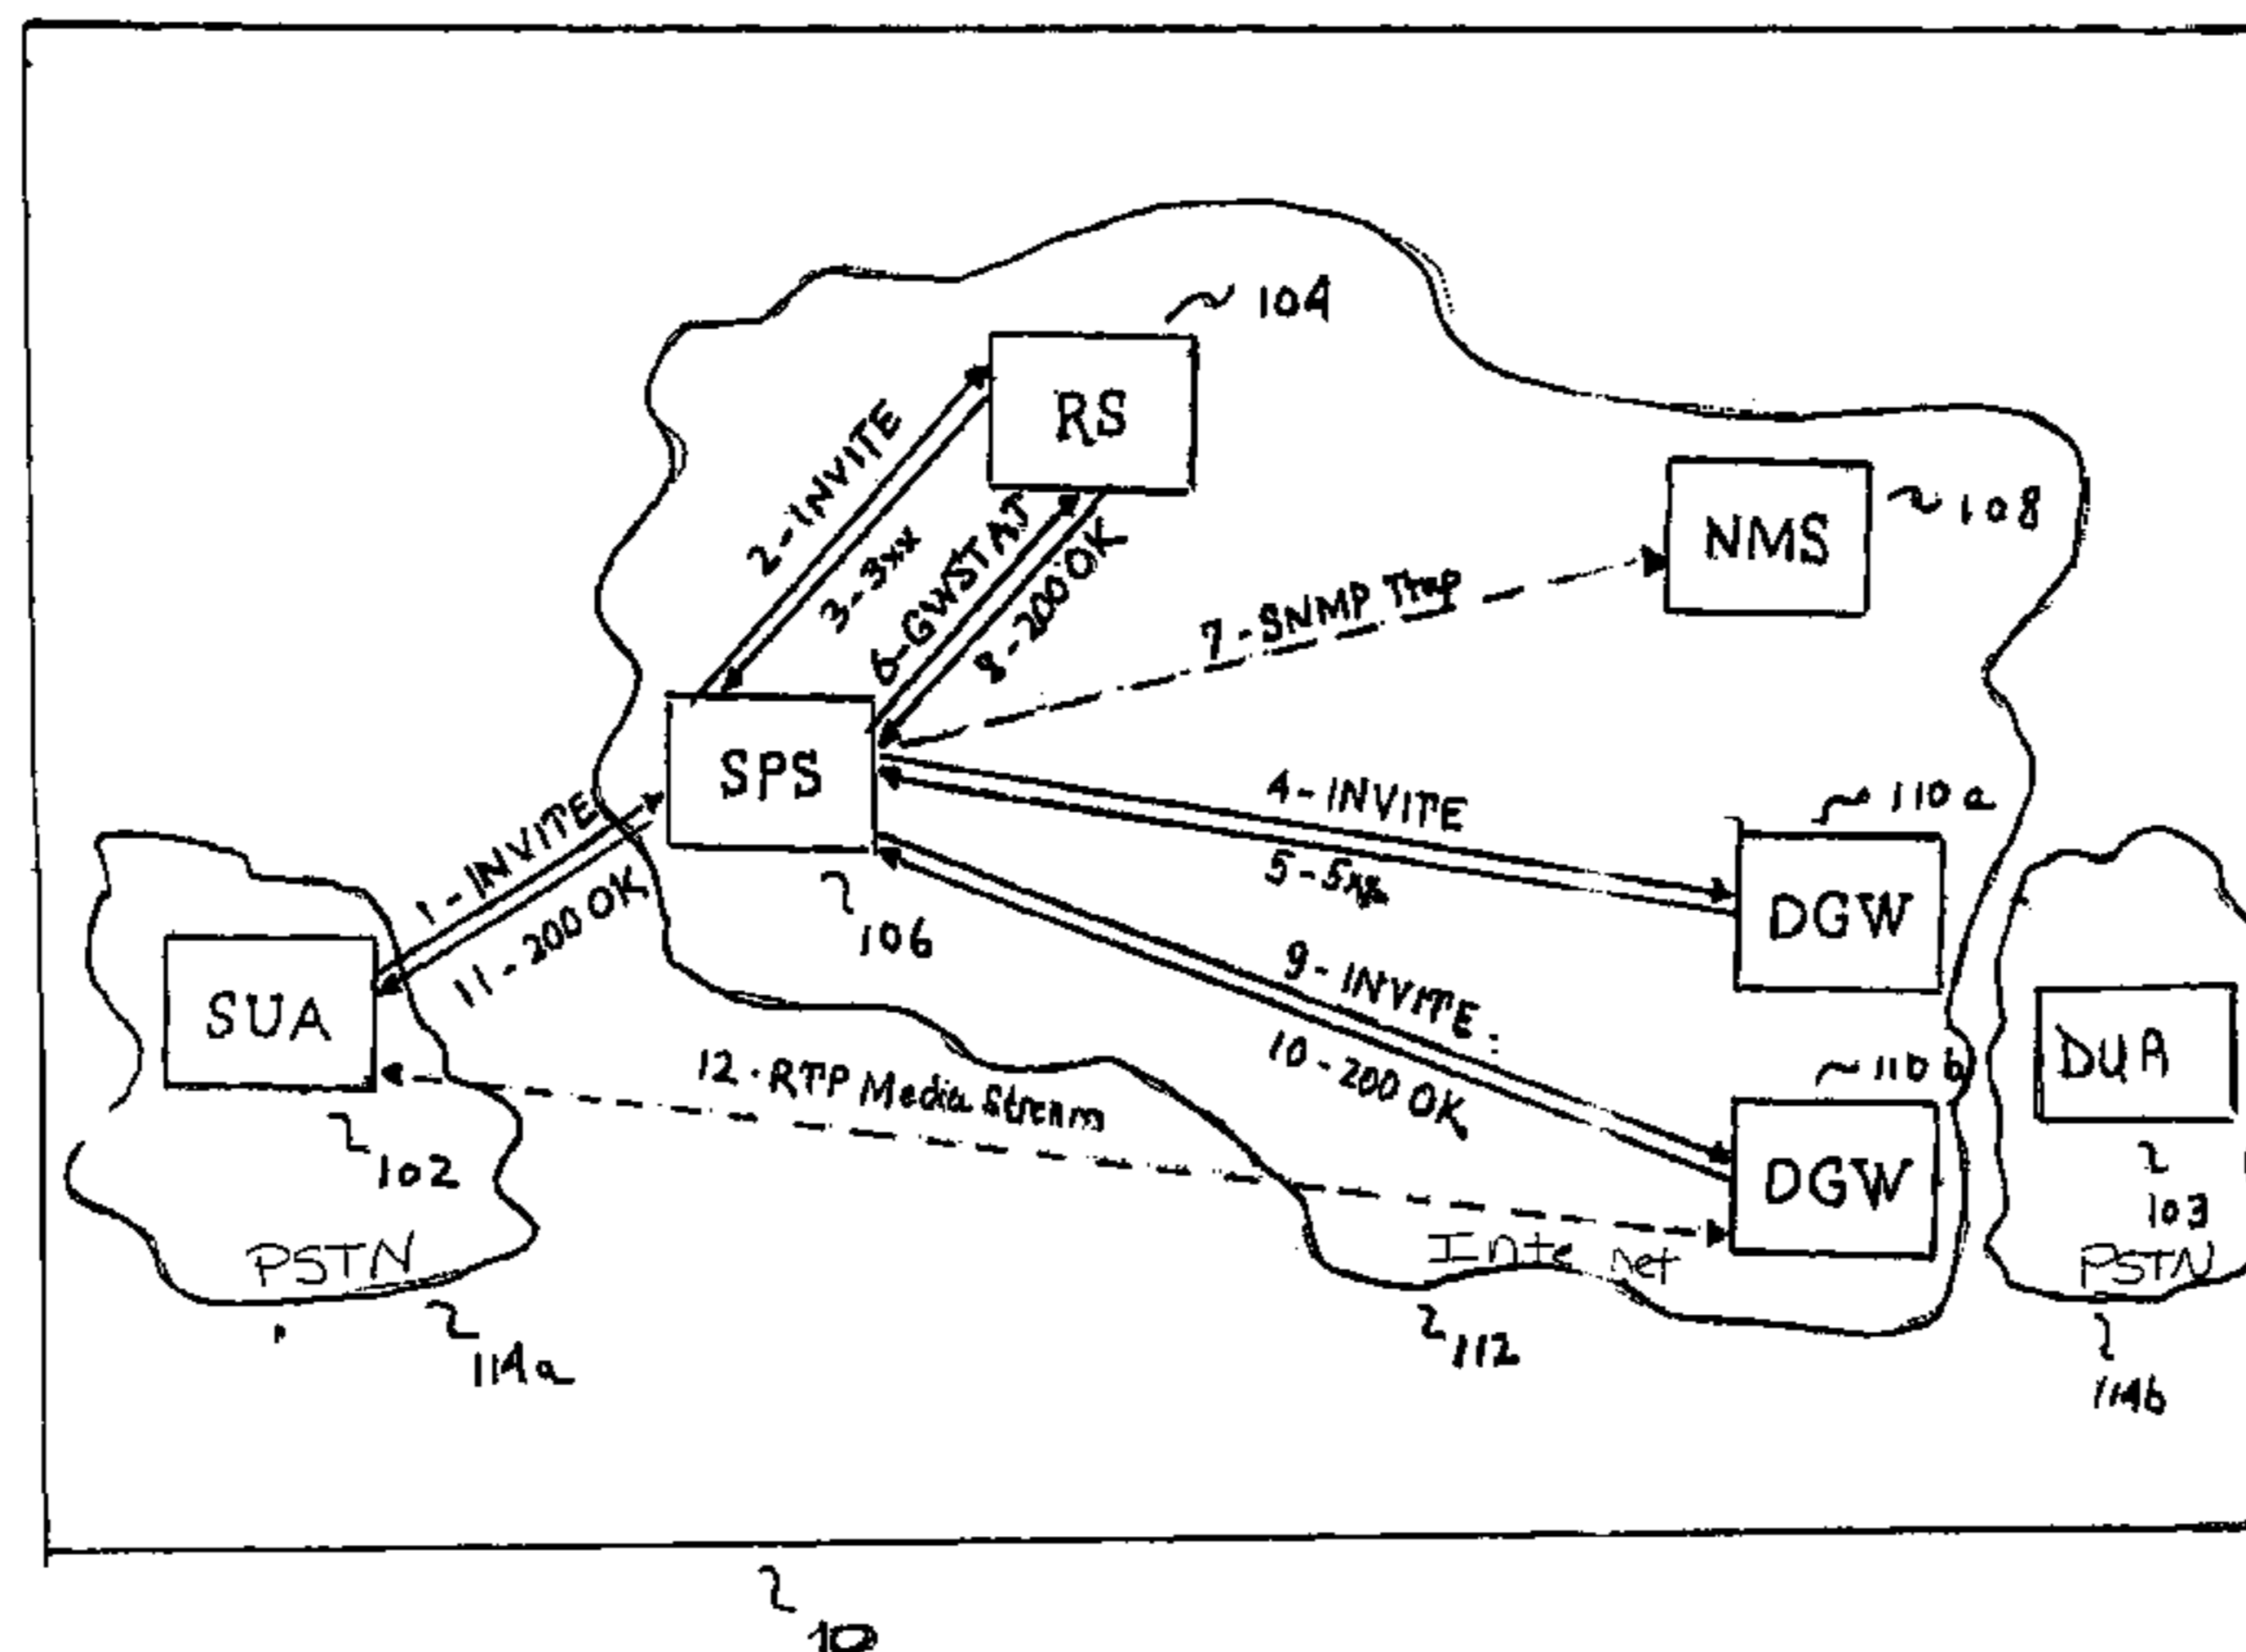 104
RS
2-INVITE
3-3xx
6-GWSTAT
8-200 OK
NMS
108
7-SNMP Trap
SPS
106
4-INVITE
5-5xx
110a
DGW
1-INVITE
11-200 OK
SUA
102
9-INVITE
10-200 OK
110b
DGW
DUA
103
12-RTP Media Stream
PSTN
Internet
PSTN
114a
112
114b
10